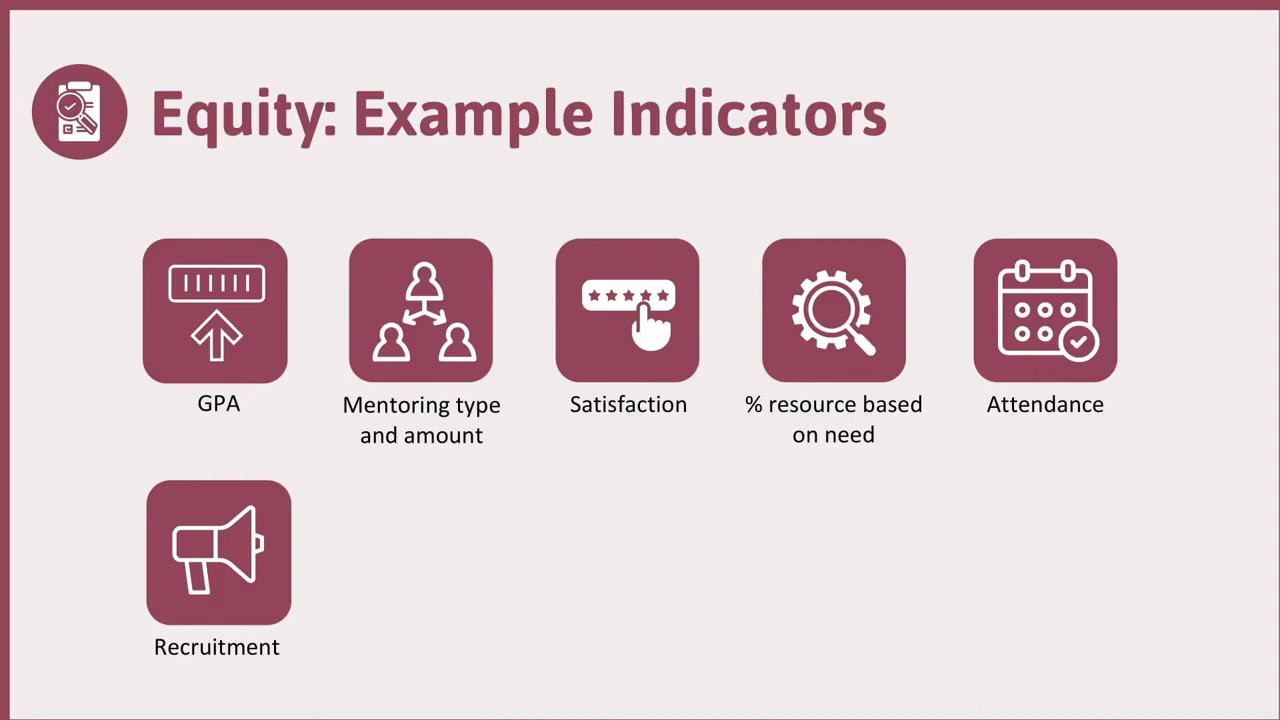 Equity: Example Indicators
GPA
Mentoring type
and amount
Satisfaction
% resource based
on need
Attendance
Recruitment